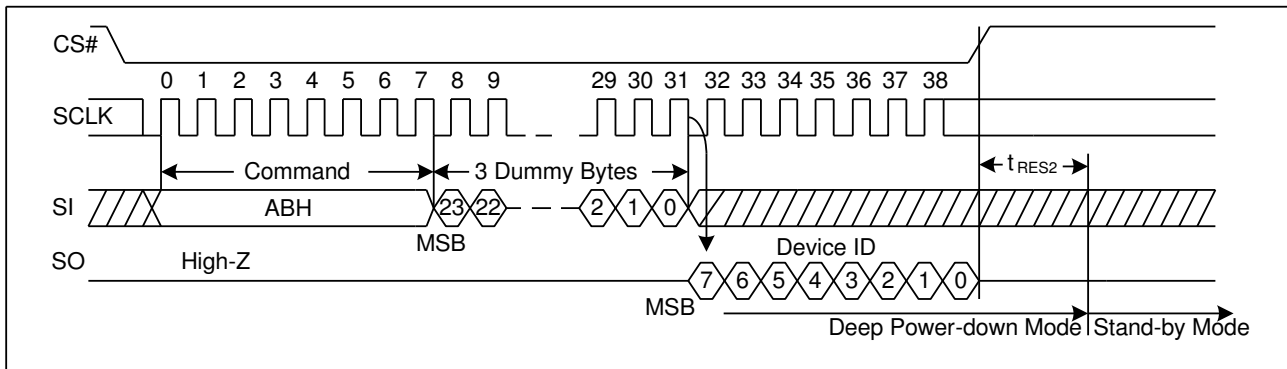 CS#
0 1 2 3 4 5 6 7 8 9 29 30 31 32 33 34 35 36 37 38
SCLK
Command 3 Dummy Bytes tRES2
SI ABH 23 22 2 1 0
MSB
SO High-Z Device ID
7 6 5 4 3 2 1 0
MSB
Deep Power-down Mode Stand-by Mode